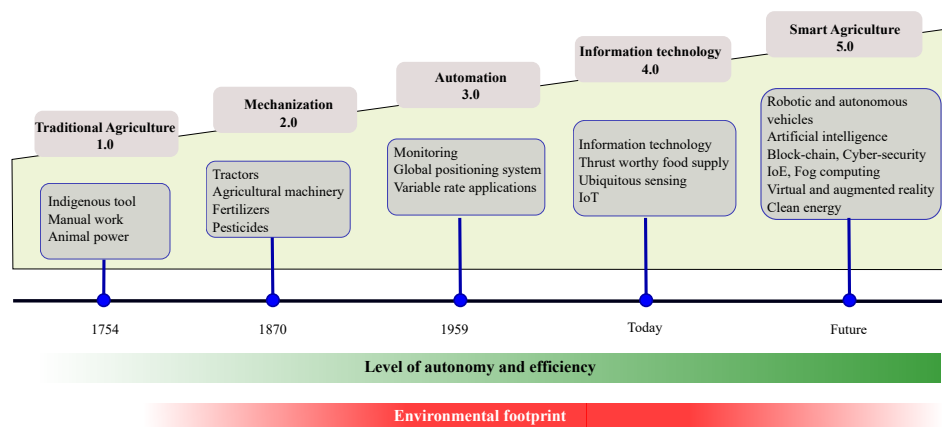 Traditional Agriculture
1.0
Indigenous tool
Manual work
Animal power
1754
Mechanization
2.0
Tractors
Agricultural machinery
Fertilizers
Pesticides
1870
Automation
3.0
Monitoring
Global positioning system
Variable rate applications
1959
Information technology
4.0
Information technology
Thrust worthy food supply
Ubiquitous sensing
IoT
Today
Smart Agriculture
5.0
Robotic and autonomous
vehicles
Artificial intelligence
Block-chain, Cyber-security
IoE, Fog computing
Virtual and augmented reality
Clean energy
Future
Level of autonomy and efficiency
Environmental footprint